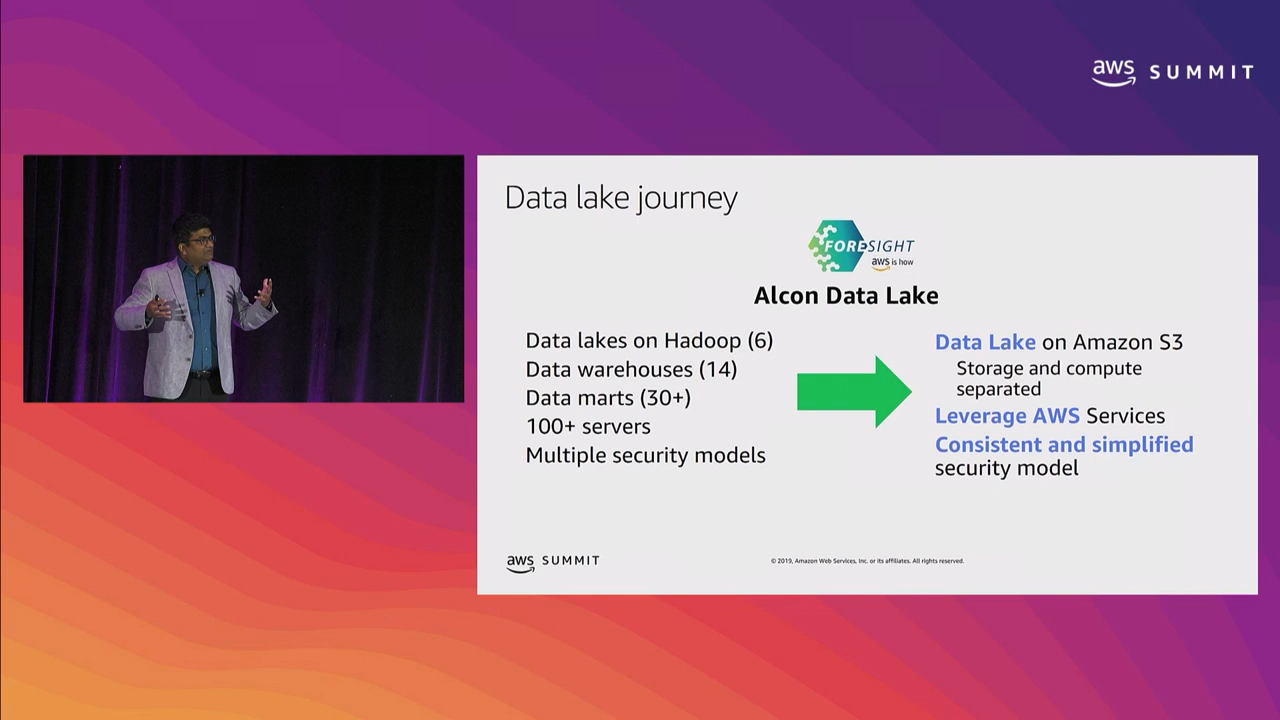 aws SUMMIT
Data lake journey
FORESIGHT
aws is how
Alcon Data Lake
Data lakes on Hadoop (6)
Data warehouses (14)
Data marts (30+)
100+ servers
Multiple security models
Data Lake on Amazon S3
Storage and compute
separated
Leverage AWS Services
Consistent and simplified
security model
aws SUMMIT
© 2019, Amazon Web Services, Inc. or its affiliates. All rights reserved.